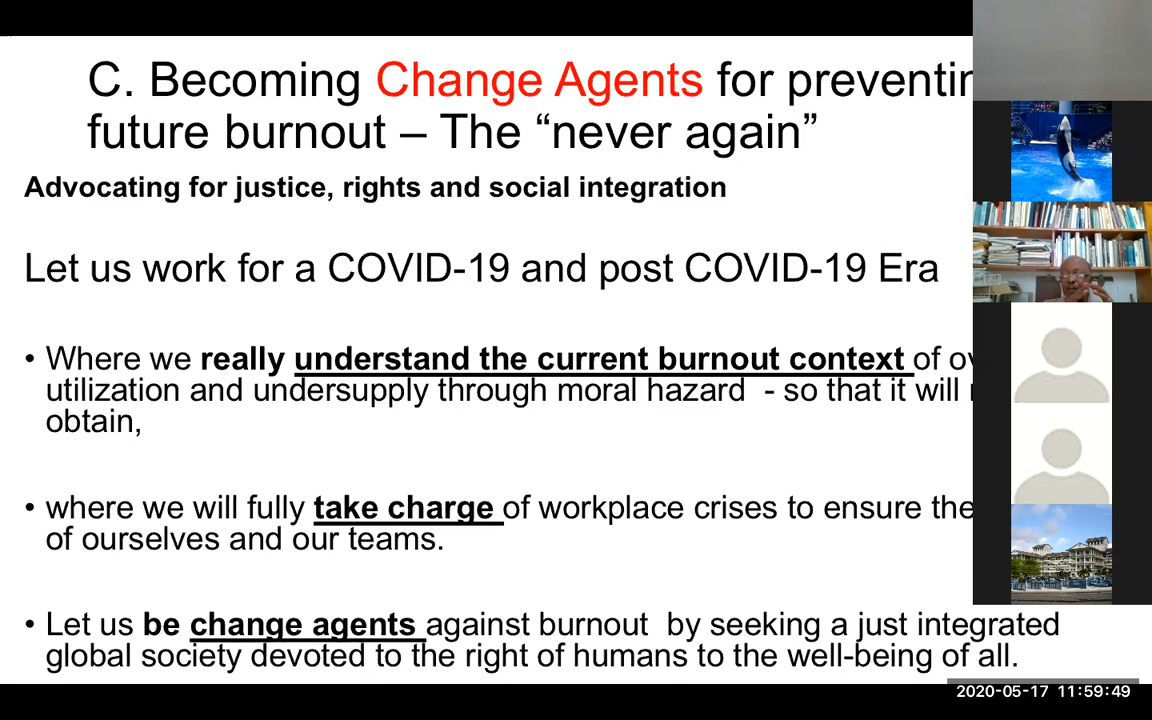 C. Becoming Change Agents for preventin
future burnout – The “never again”
Advocating for justice, rights and social integration
Let us work for a COVID-19 and post COVID-19 Era
• Where we really understand the current burnout context of ov
utilization and undersupply through moral hazard - so that it will
obtain,
• where we will fully take charge of workplace crises to ensure the
of ourselves and our teams.
• Let us be change agents against burnout by seeking a just integrated
global society devoted to the right of humans to the well-being of all.
2020-05-17 11:59:49